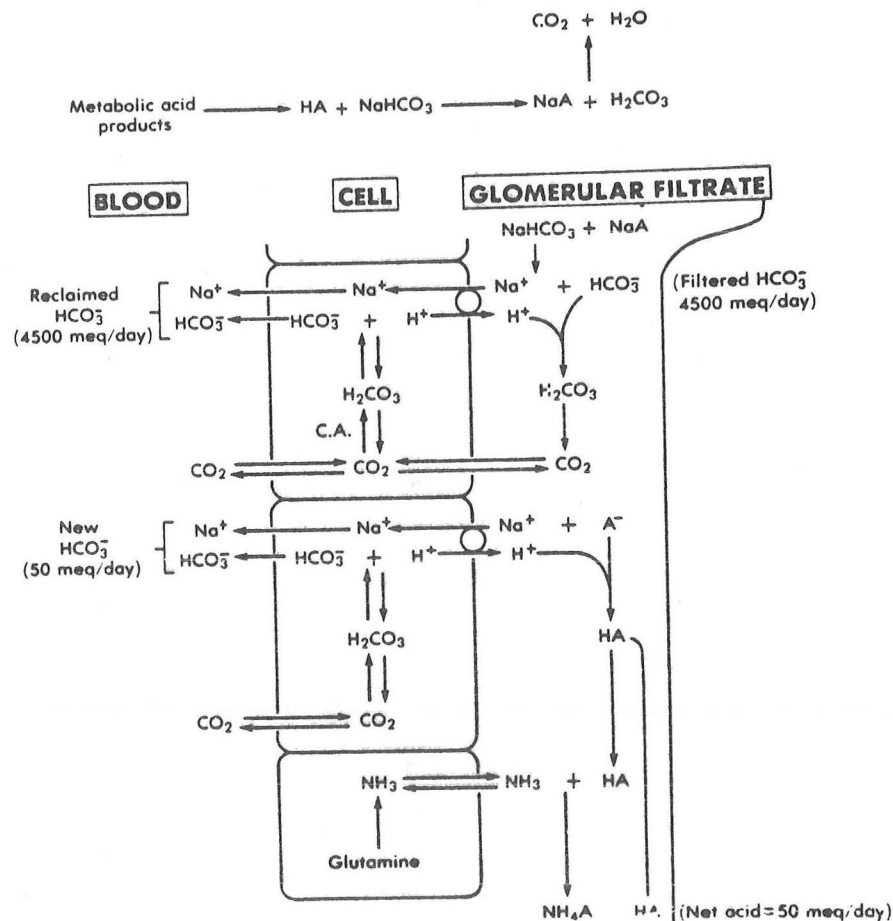 CO₂ + H₂O
Metabolic acid products → HA + NaHCO₃ → NaA + H₂CO₃
BLOOD CELL GLOMERULAR FILTRATE
NaHCO₃ + NaA
Reclaimed
HCO₃⁻
(4500 meq/day)
Na⁺ Na⁺ Na⁺ + HCO₃⁻
(Filtered HCO₃⁻
4500 meq/day)
HCO₃⁻ HCO₃⁻ + H⁺ H⁺
H₂CO₃ H₂CO₃
C.A.
CO₂ CO₂ CO₂
New
HCO₃⁻
(50 meq/day)
Na⁺ Na⁺ Na⁺ + A⁻
HCO₃⁻ HCO₃⁻ + H⁺ H⁺
H₂CO₃ HA
CO₂ CO₂
NH₃ NH₃ + HA
Glutamine
NH₄A HA (Net acid=50 meq/day)